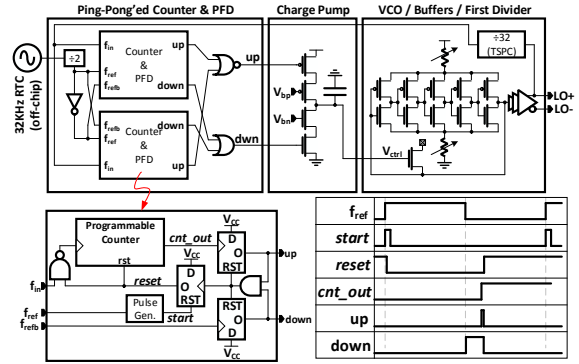 Ping-Pong'ed Counter & PFD
Charge Pump
VCO / Buffers / First Divider
32KHz RTC
(off-chip)
÷2
fin
fref
frefb
Counter
&
PFD
up
down
frefb
fref
fin
Counter
&
PFD
down
up
up
dwn
Vbp
Vbn
Vctrl
÷32
(TSPC)
LO+
LO-
Programmable
Counter
rst
cnt_out
reset
fin
fref
frefb
Pulse
Gen.
start
VCC
D
O
RST
VCC
D
O
RST
RST
O
D
VCC
up
down
fref
start
reset
cnt_out
up
down